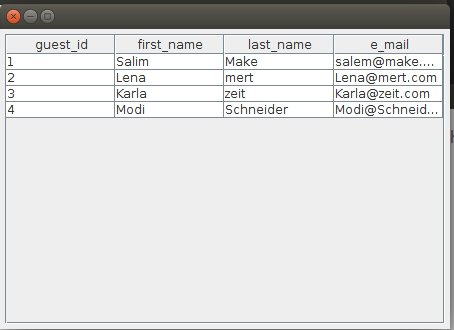 guest_id first_name last_name e_mail
1 Salim Make salem@make....
2 Lena mert Lena@mert.com
3 Karla zeit Karla@zeit.com
4 Modi Schneider Modi@Schneid...